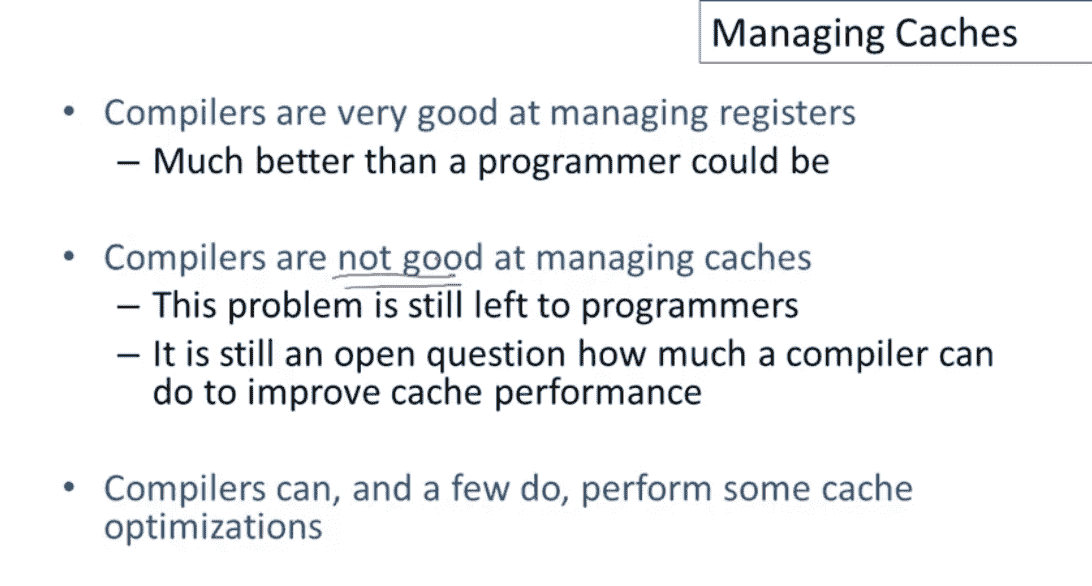 Managing Caches
• Compilers are very good at managing registers
– Much better than a programmer could be
• Compilers are not good at managing caches
– This problem is still left to programmers
– It is still an open question how much a compiler can
do to improve cache performance
• Compilers can, and a few do, perform some cache
optimizations